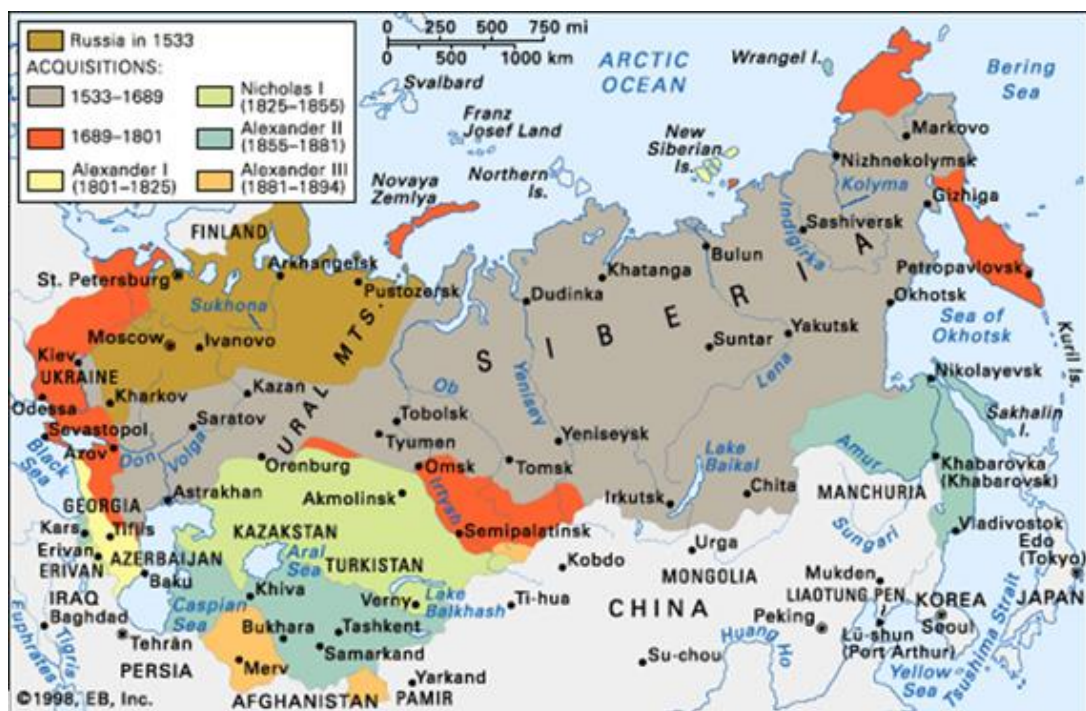 Russia in 1533
ACQUISITIONS:
1533–1689
1689–1801
Alexander I
(1801–1825)
Nicholas I
(1825–1855)
Alexander II
(1855–1881)
Alexander III
(1881–1894)
0 250 500 750 mi
0 500 1000 km
ARCTIC
OCEAN
Wrangel I.
Bering
Sea
Svalbard
Franz
Josef Land
New
Siberian
Is.
Northern
Is.
Novaya
Zemlya
Markovo
Nizhnekolymsk
Kolyma
Gizhiga
Indigirka
Sashiversk
FINLAND
St. Petersburg
Arkhangelsk
Pustozersk
Sukhona
Bulun
Khatanga
Dudinka
Petropavlovsk
Okhotsk
Sea of
Okhotsk
Kuril Is.
Moscow
Ivanovo
URAL MTS.
SIBERIA
Suntar
Yakutsk
Lena
Yenisey
Ob
Kiev
UKRAINE
Kharkov
Kazan
Odessa
Saratov
Tobolsk
Tyumen
Yeniseysk
Nikolayevsk
Sakhalin
I.
Sevastopol
Azov
Don
Volga
Black
Sea
Orenburg
Omsk
Irtysh
Tomsk
Lake
Baikal
Amur
Khabarovka
(Khabarovsk)
Astrakhan
Akmolinsk
Irkutsk
Chita
MANCHURIA
GEORGIA
Kars
Tiflis
KAZAKSTAN
Semipalatinsk
Sungari
Vladivostok
Erivan
ERIVAN
AZERBAIJAN
Baku
Aral
Sea
TURKISTAN
Kobdo
Urga
MONGOLIA
Edo
(Tokyo)
IRAQ
Baghdad
Caspian
Sea
Khiva
Verny
Lake
Balkhash
Ti-hua
CHINA
Mukden
LIAOTUNG PEN.
KOREA
JAPAN
Tehrān
Bukhara
Tashkent
Samarkand
Peking
Seoul
Lü-shun
(Port Arthur)
Tsushima Strait
Euphrates
Tigris
PERSIA
Merv
Yarkand
Su-chou
Huang Ho
Yellow
Sea
AFGHANISTAN
PAMIR
©1998, EB, Inc.